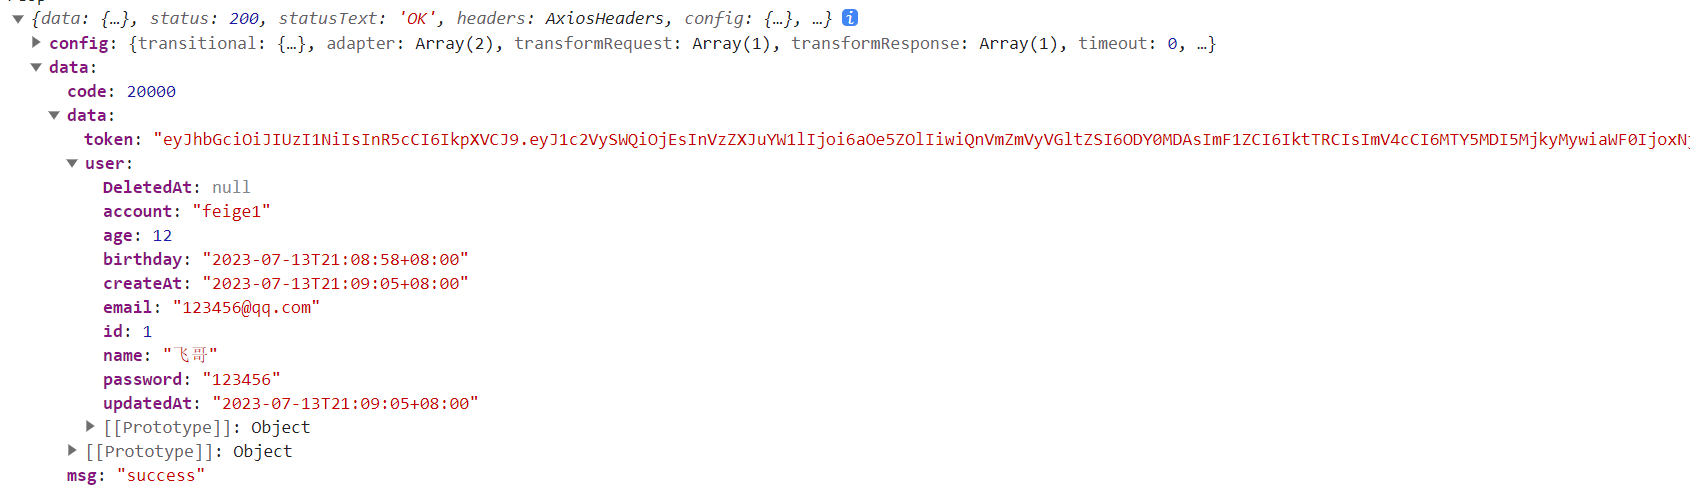 {data: {…}, status: 200, statusText: 'OK', headers: AxiosHeaders, config: {…}, …} i
config: {transitional: {…}, adapter: Array(2), transformRequest: Array(1), transformResponse: Array(1), timeout: 0, …}
data:
code: 20000
data:
token: "eyJhbGciOiJIUzI1NiIsInR5cCI6IkpXVCJ9.eyJ1c2VySWQiOjEsInVzZXJuYW1lIjoi6aOe5ZOlIiwiQnVmZmVyVGltZSI6ODY0MDAsImF1ZCI6IktTRCIsImV4cCI6MTY5MDI5MjkyMywiaWF0IjoxNj
user:
DeletedAt: null
account: "feige1"
age: 12
birthday: "2023-07-13T21:08:58+08:00"
createAt: "2023-07-13T21:09:05+08:00"
email: "123456@qq.com"
id: 1
name: "飞哥"
password: "123456"
updatedAt: "2023-07-13T21:09:05+08:00"
[[Prototype]]: Object
[[Prototype]]: Object
msg: "success"